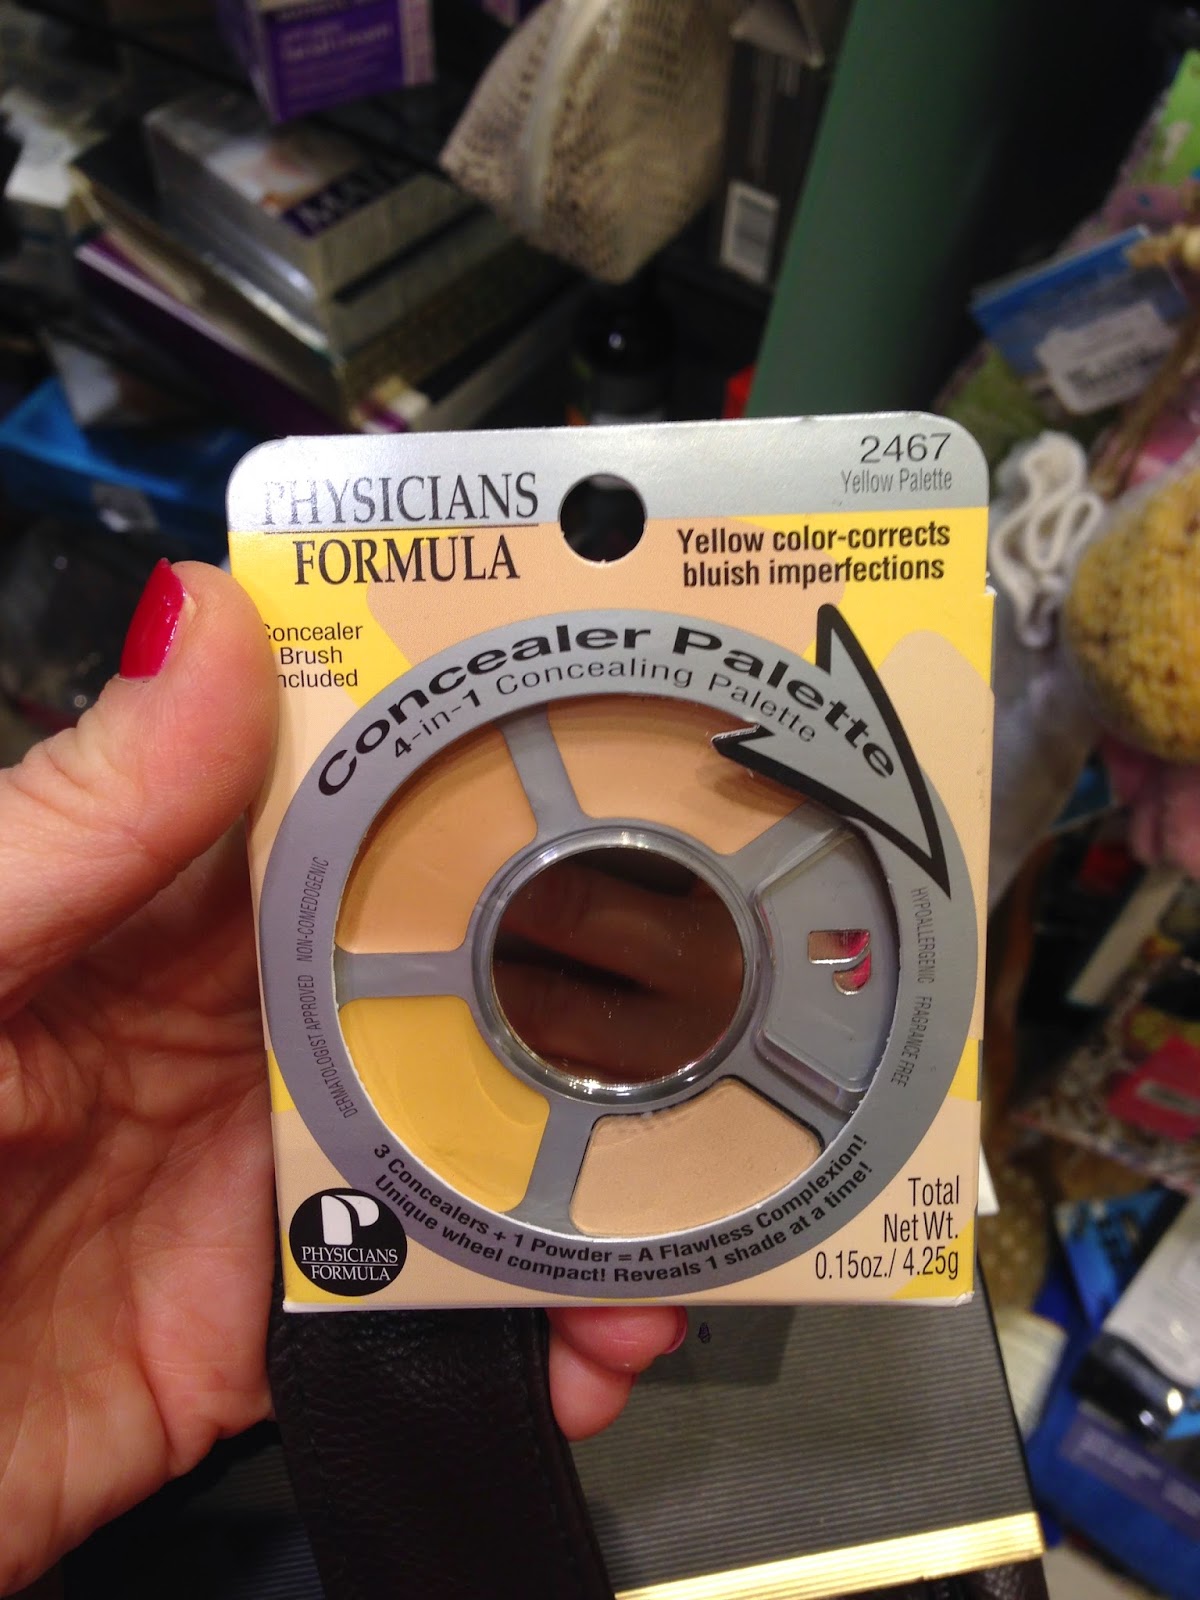 facial cream
2467
Yellow Palette
PHYSICIANS
FORMULA
Yellow color-corrects
bluish imperfections
Concealer
Brush
Included
Concealer Palette
4-in-1 Concealing Palette
DERMATOLOGIST APPROVED NON-COMEDOGENIC
HYPOALLERGENIC FRAGRANCE FREE
P
3 Concealers + 1 Powder = A Flawless Complexion!
Unique wheel compact! Reveals 1 shade at a time!
P
PHYSICIANS
FORMULA
Total
Net Wt.
0.15oz./ 4.25g